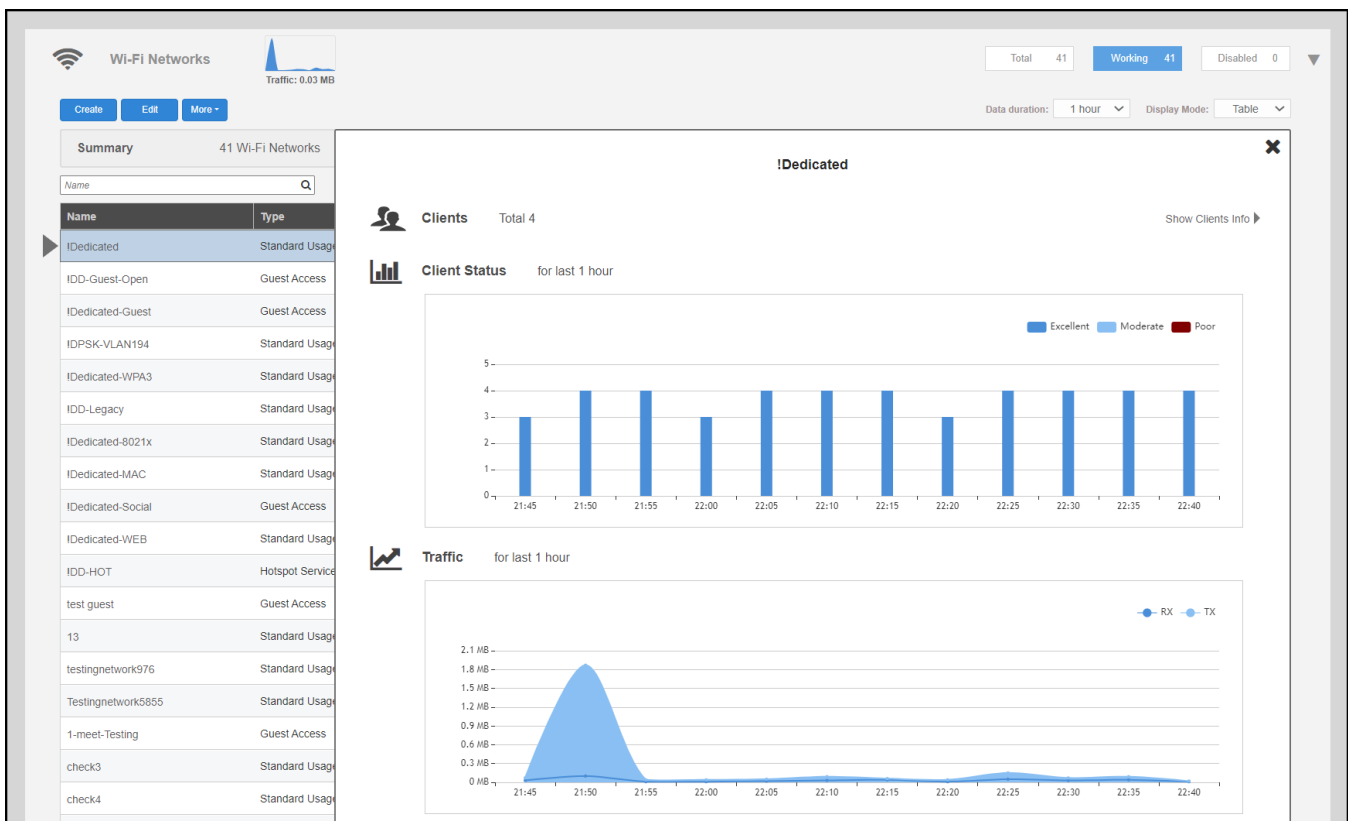 Wi-Fi Networks
Traffic: 0.03 MB
Total 41
Working 41
Disabled 0
Create
Edit
More
Data duration: 1 hour
Display Mode: Table
Summary 41 Wi-Fi Networks
Name
Name Type
!Dedicated Standard Usage
!DD-Guest-Open Guest Access
!Dedicated-Guest Guest Access
!DPSK-VLAN194 Standard Usage
!Dedicated-WPA3 Standard Usage
!DD-Legacy Standard Usage
!Dedicated-8021x Standard Usage
!Dedicated-MAC Standard Usage
!Dedicated-Social Guest Access
!Dedicated-WEB Standard Usage
!DD-HOT Hotspot Service
test guest Guest Access
13 Standard Usage
testingnetwork976 Standard Usage
Testingnetwork5855 Standard Usage
1-meet-Testing Guest Access
check3 Standard Usage
check4 Standard Usage
!Dedicated
Clients Total 4
Show Clients Info
Client Status for last 1 hour
Excellent Moderate Poor
5
4
3
2
1
0
21:45 21:50 21:55 22:00 22:05 22:10 22:15 22:20 22:25 22:30 22:35 22:40
Traffic for last 1 hour
RX TX
2.1 MB
1.8 MB
1.5 MB
1.2 MB
0.9 MB
0.6 MB
0.3 MB
0 MB
21:45 21:50 21:55 22:00 22:05 22:10 22:15 22:20 22:25 22:30 22:35 22:40